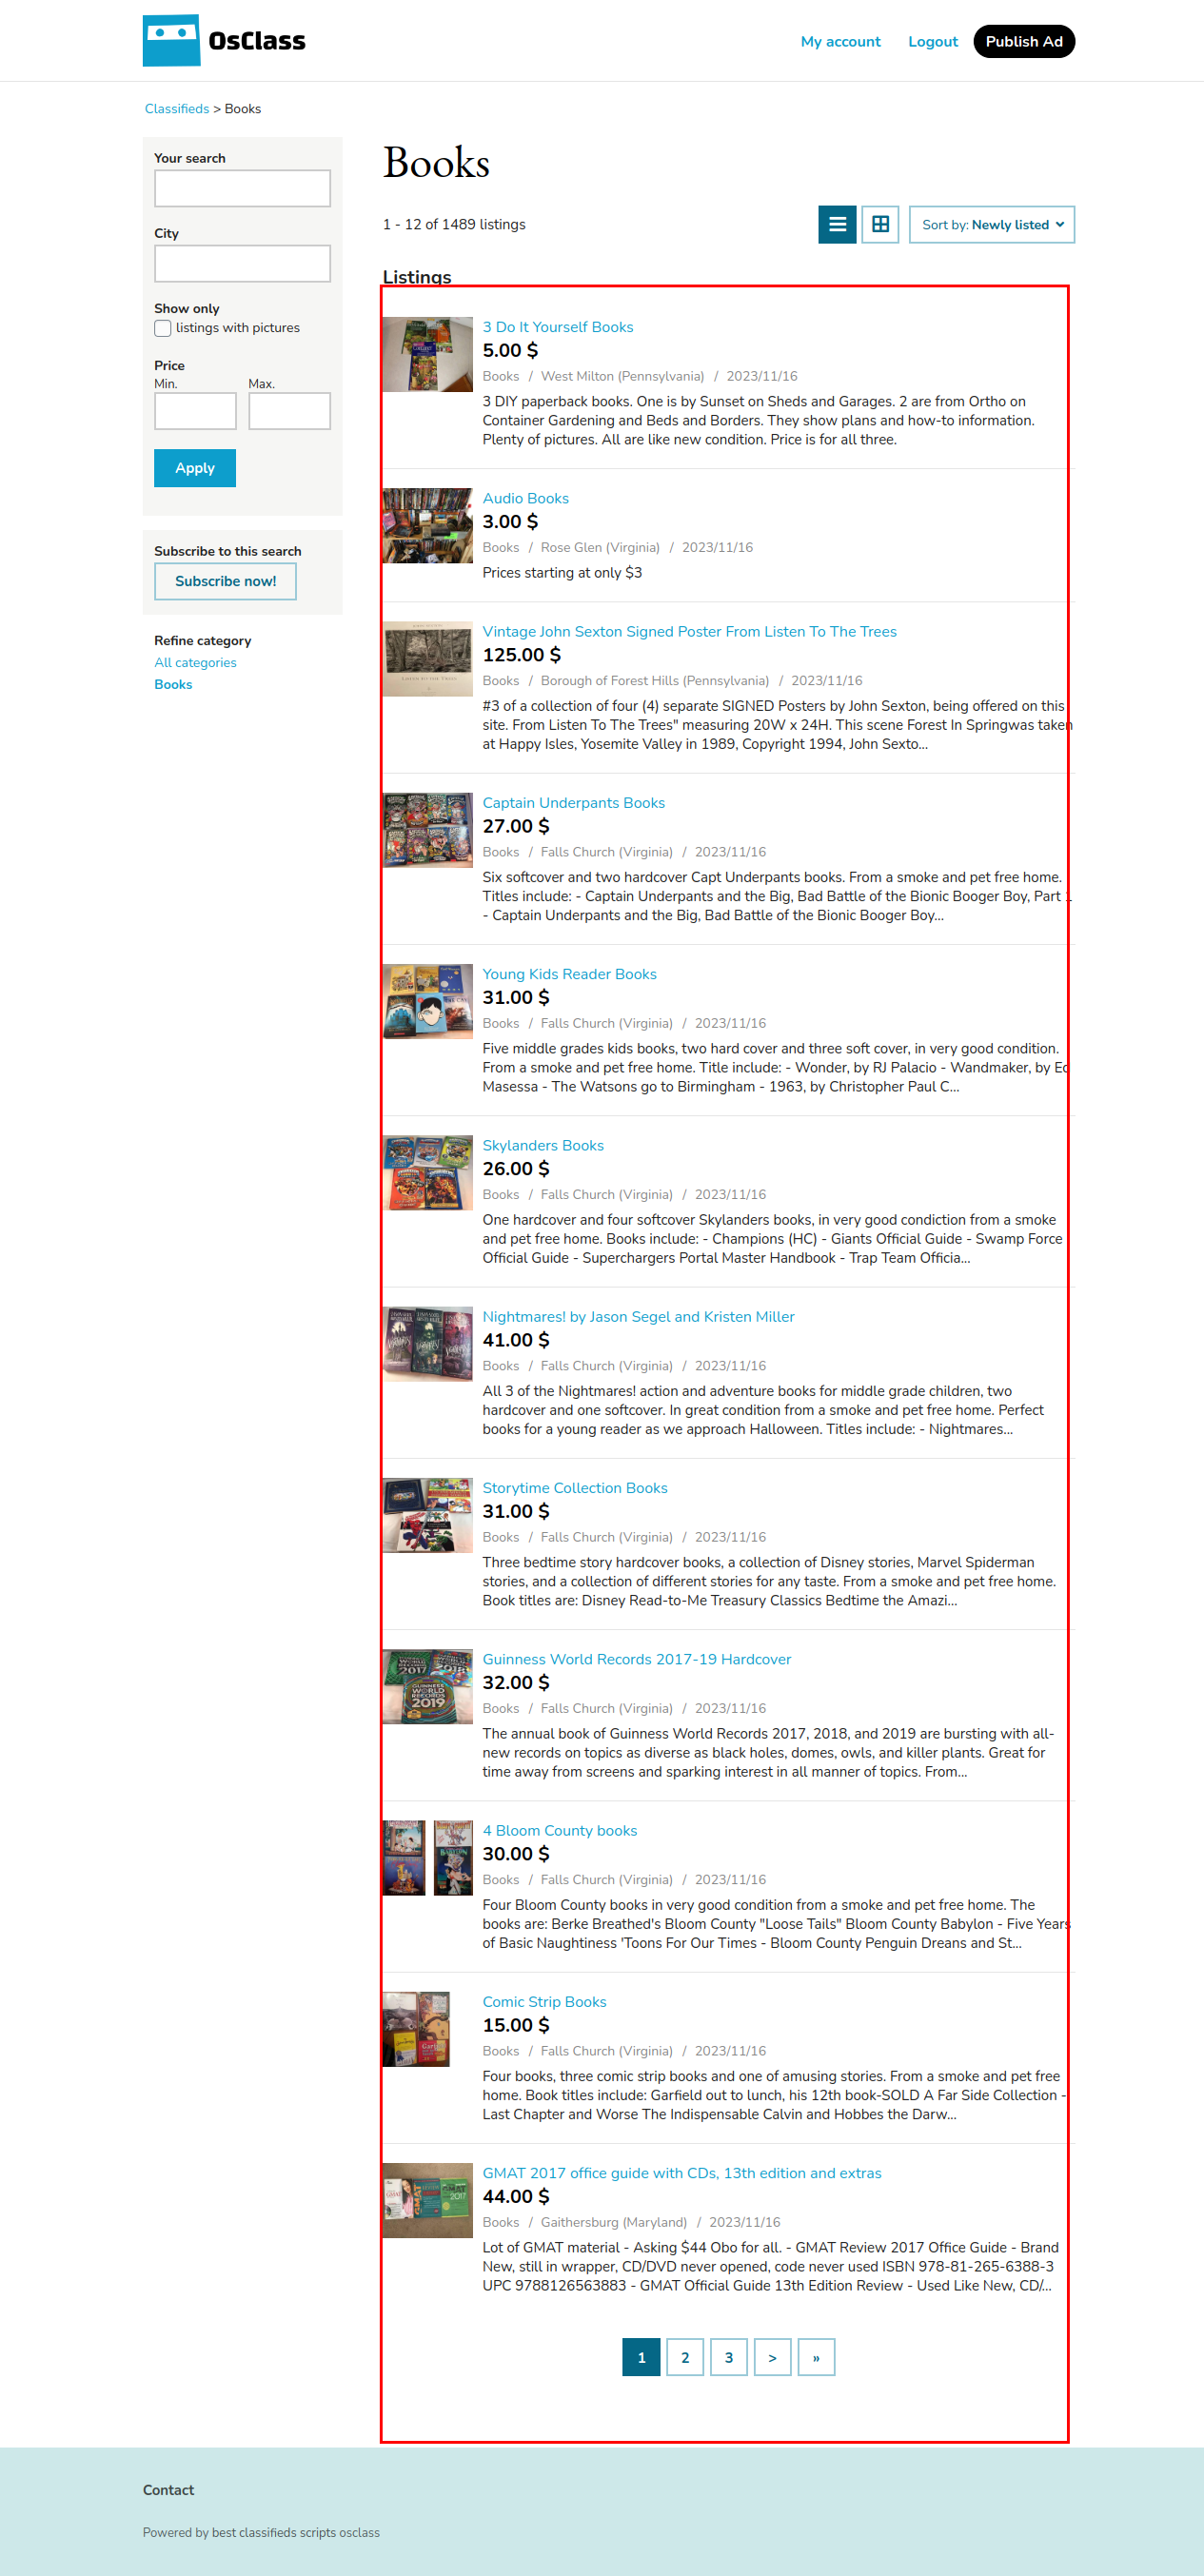 OsClass
My account
Logout
Publish Ad
Classifieds > Books
Your search
City
Show only
listings with pictures
Price
Min.
Max.
Apply
Subscribe to this search
Subscribe now!
Refine category
All categories
Books
Books
1 - 12 of 1489 listings
Sort by: Newly listed
Listings
3 Do It Yourself Books
5.00 $
Books / West Milton (Pennsylvania) / 2023/11/16
3 DIY paperback books. One is by Sunset on Sheds and Garages. 2 are from Ortho on
Container Gardening and Beds and Borders. They show plans and how-to information.
Plenty of pictures. All are like new condition. Price is for all three.
Audio Books
3.00 $
Books / Rose Glen (Virginia) / 2023/11/16
Prices starting at only $3
Vintage John Sexton Signed Poster From Listen To The Trees
125.00 $
Books / Borough of Forest Hills (Pennsylvania) / 2023/11/16
#3 of a collection of four (4) separate SIGNED Posters by John Sexton, being offered on this
site. From Listen To The Trees" measuring 20W x 24H. This scene Forest In Springwas taken
at Happy Isles, Yosemite Valley in 1989, Copyright 1994, John Sexto...
Captain Underpants Books
27.00 $
Books / Falls Church (Virginia) / 2023/11/16
Six softcover and two hardcover Capt Underpants books. From a smoke and pet free home.
Titles include: - Captain Underpants and the Big, Bad Battle of the Bionic Booger Boy, Part 1
- Captain Underpants and the Big, Bad Battle of the Bionic Booger Boy...
Young Kids Reader Books
31.00 $
Books / Falls Church (Virginia) / 2023/11/16
Five middle grades kids books, two hard cover and three soft cover, in very good condition.
From a smoke and pet free home. Title include: - Wonder, by RJ Palacio - Wandmaker, by Ed
Masessa - The Watsons go to Birmingham - 1963, by Christopher Paul C...
Skylanders Books
26.00 $
Books / Falls Church (Virginia) / 2023/11/16
One hardcover and four softcover Skylanders books, in very good condiction from a smoke
and pet free home. Books include: - Champions (HC) - Giants Official Guide - Swamp Force
Official Guide - Superchargers Portal Master Handbook - Trap Team Officia...
Nightmares! by Jason Segel and Kristen Miller
41.00 $
Books / Falls Church (Virginia) / 2023/11/16
All 3 of the Nightmares! action and adventure books for middle grade children, two
hardcover and one softcover. In great condition from a smoke and pet free home. Perfect
books for a young reader as we approach Halloween. Titles include: - Nightmares...
Storytime Collection Books
31.00 $
Books / Falls Church (Virginia) / 2023/11/16
Three bedtime story hardcover books, a collection of Disney stories, Marvel Spiderman
stories, and a collection of different stories for any taste. From a smoke and pet free home.
Book titles are: Disney Read-to-Me Treasury Classics Bedtime the Amazi...
WORLD RECORDS 2017
2018
GUINNESS WORLD RECORDS 2019
Guinness World Records 2017-19 Hardcover
32.00 $
Books / Falls Church (Virginia) / 2023/11/16
The annual book of Guinness World Records 2017, 2018, and 2019 are bursting with all-
new records on topics as diverse as black holes, domes, owls, and killer plants. Great for
time away from screens and sparking interest in all manner of topics. From...
4 Bloom County books
30.00 $
Books / Falls Church (Virginia) / 2023/11/16
Four Bloom County books in very good condition from a smoke and pet free home. The
books are: Berke Breathed's Bloom County "Loose Tails" Bloom County Babylon - Five Years
of Basic Naughtiness 'Toons For Our Times - Bloom County Penguin Dreans and St...
Comic Strip Books
15.00 $
Books / Falls Church (Virginia) / 2023/11/16
Four books, three comic strip books and one of amusing stories. From a smoke and pet free
home. Book titles include: Garfield out to lunch, his 12th book-SOLD A Far Side Collection -
Last Chapter and Worse The Indispensable Calvin and Hobbes the Darw...
GMAT 2017
GMAT 2017 office guide with CDs, 13th edition and extras
44.00 $
Books / Gaithersburg (Maryland) / 2023/11/16
Lot of GMAT material - Asking $44 Obo for all. - GMAT Review 2017 Office Guide - Brand
New, still in wrapper, CD/DVD never opened, code never used ISBN 978-81-265-6388-3
UPC 9788126563883 - GMAT Official Guide 13th Edition Review - Used Like New, CD/...
1 2 3 > »
Contact
Powered by best classifieds scripts osclass